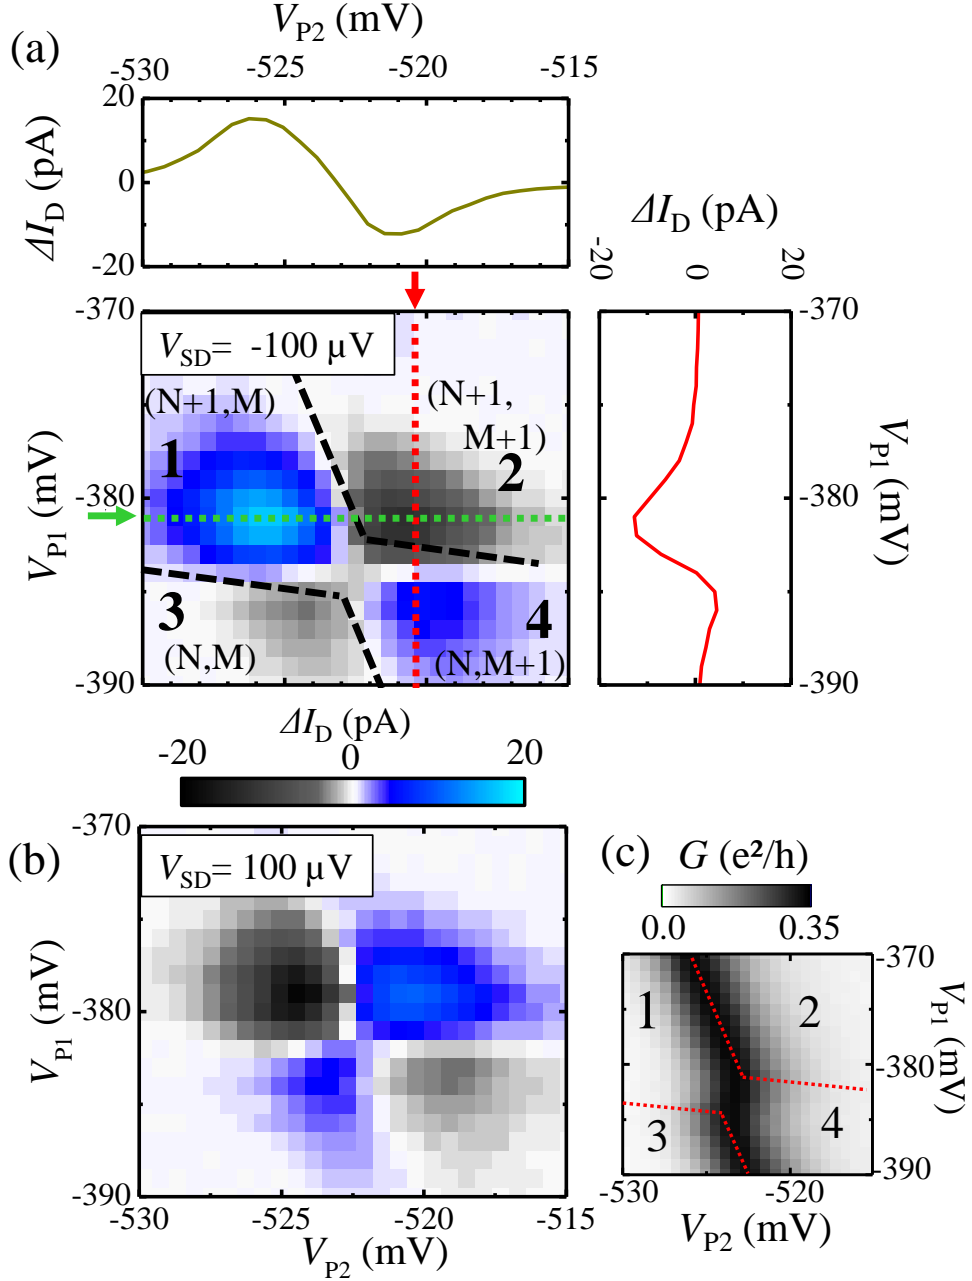 V_P2 (mV)
(a)
-530 -525 -520 -515
20
0
-20
ΔI_D (pA)
ΔI_D (pA)
-20 0 20
-370
-380
-390
V_P1 (mV)
V_SD= -100 µV
(N+1,M)
1
(N+1,
M+1)
2
3
(N,M)
4
(N,M+1)
-370
-380
-390
V_P1 (mV)
ΔI_D (pA)
-20 0 20
(b)
V_SD= 100 µV
-370
-380
-390
V_P1 (mV)
-530 -525 -520 -515
V_P2 (mV)
(c)
G (e²/h)
0.0 0.35
1 2
3 4
-370
-380
-390
V_P1 (mV)
-530 -520
V_P2 (mV)